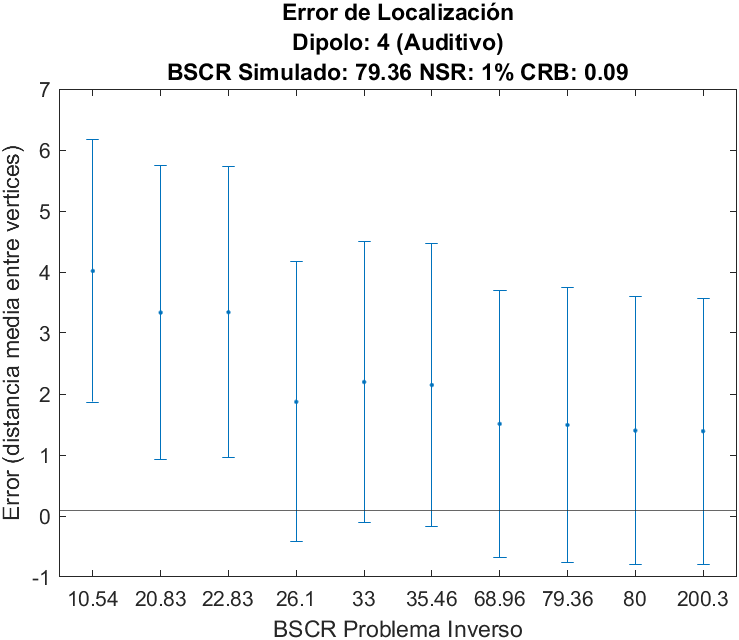 Error de Localización
Dipolo: 4 (Auditivo)
BSCR Simulado: 79.36 NSR: 1% CRB: 0.09
Error (distancia media entre vertices)
7
6
5
4
3
2
1
0
-1
10.54 20.83 22.83 26.1 33 35.46 68.96 79.36 80 200.3
BSCR Problema Inverso